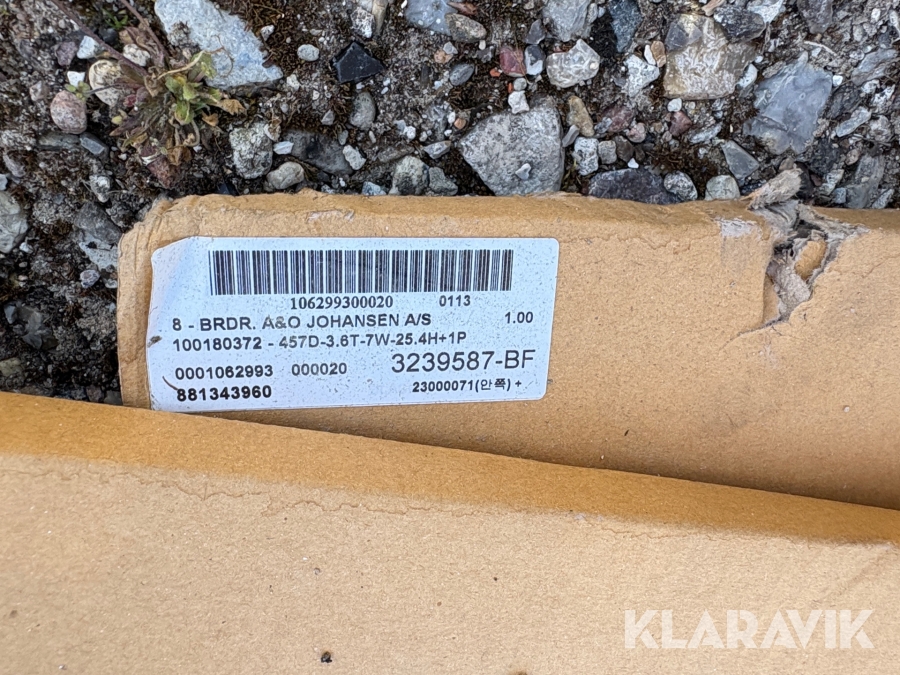 106299300020 0113
8 - BRDR. A&O JOHANSEN A/S 1.00
100180372 - 457D-3.6T-7W-25.4H+1P
0001062993 000020 3239587-BF
881343960 23000071(안쪽) +
KLARAVIK